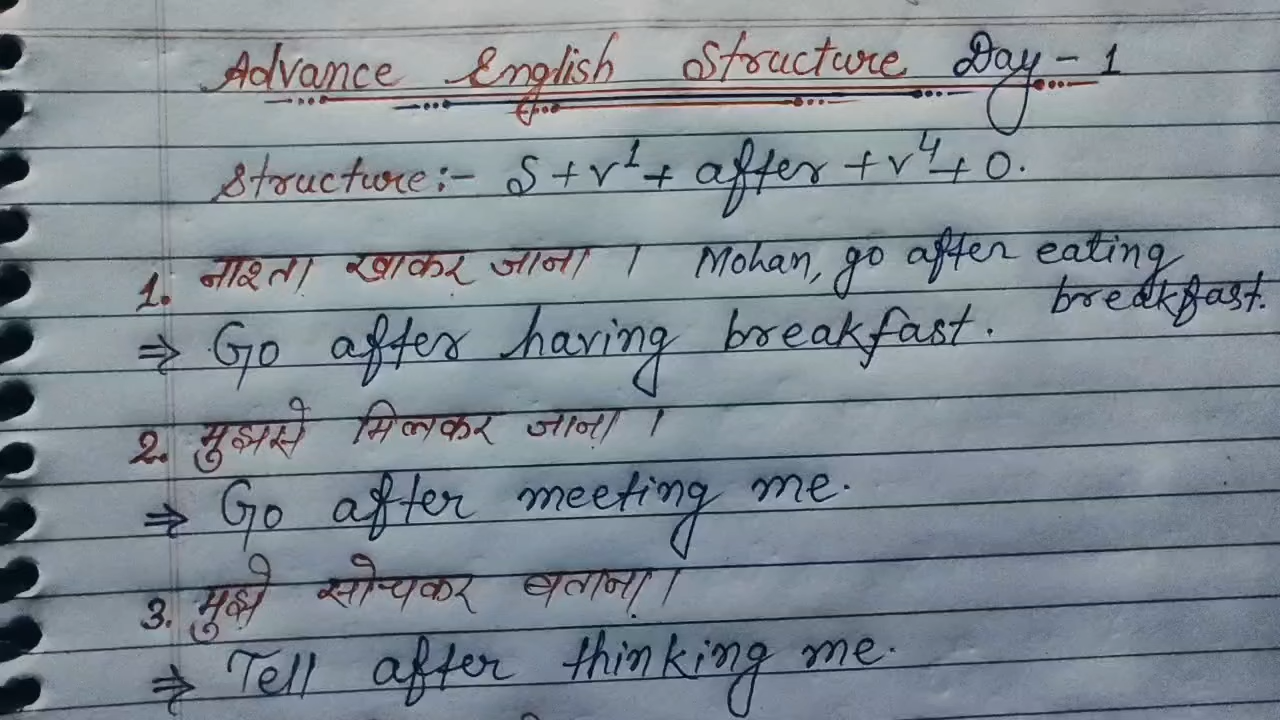 Advance English Structure Day-1
Structure:- S + v¹ + after + v⁴ + O.
1. नाश्ता खाकर जाना । Mohan, go after eating breakfast.
⇒ Go after having breakfast.
2. मुझसे मिलकर जाना ।
⇒ Go after meeting me.
3. मुझे सोचकर बताना ।
⇒ Tell after thinking me.